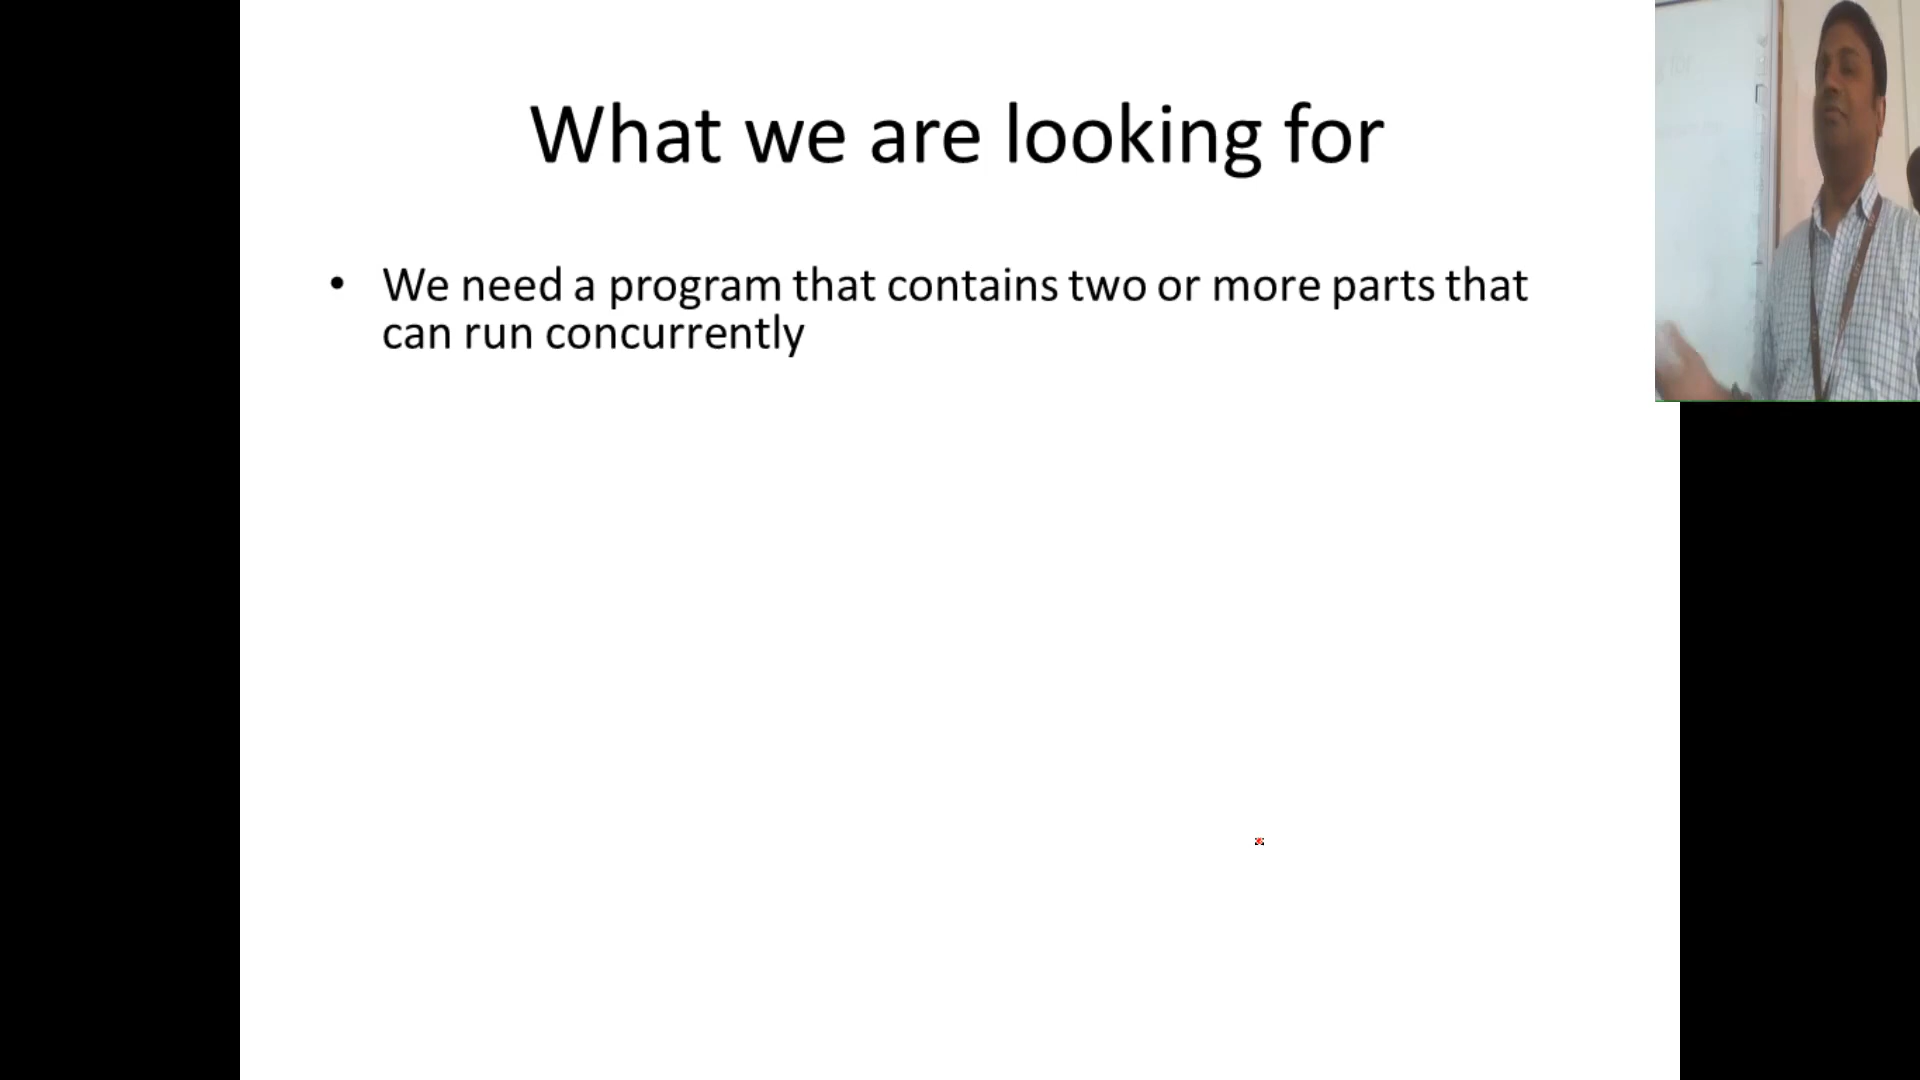 What we are looking for
• We need a program that contains two or more parts that
can run concurrently